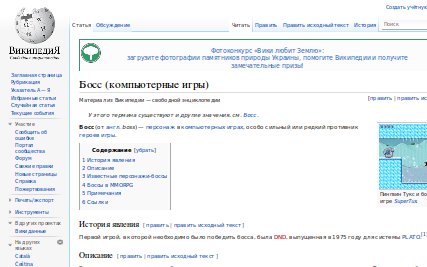 Создать учётную
Статья Обсуждение Читать Править Править исходный текст История Поиск
ВикипедиЯ
Свободная энциклопедия
Заглавная страница
Рубрикация
Указатель А — Я
Избранные статьи
Случайная статья
Текущие события
Участие
Сообщить об
ошибке
Портал
сообщества
Форум
Свежие правки
Новые страницы
Справка
Пожертвования
Печать/экспорт
Инструменты
В других проектах
Викиданные
На других
языках
Català
Čeština
Фотоконкурс «Вики любит Землю»:
загрузите фотографии памятников природы Украины, помогите Википедии и получите
замечательные призы!
Босс (компьютерные игры)
Материал из Википедии — свободной энциклопедии
[править | править ис
У этого термина существуют и другие значения, см. Босс.
Босс (от англ. boss) — персонаж в компьютерных играх, особо сильный или редкий противник
героев игры.
Содержание [убрать]
1 История явления
2 Описание
3 Известные персонажи-боссы
4 Боссы в MMORPG
5 Примечания
6 Ссылки
Пингвин Тукс и бо
игре SuperTux.
История явления [ править | править исходный текст ]
Первой игрой, в которой необходимо было победить босса, была DND, выпущенная в 1975 году для системы PLATO.[1]
Описание [ править | править исходный текст ]